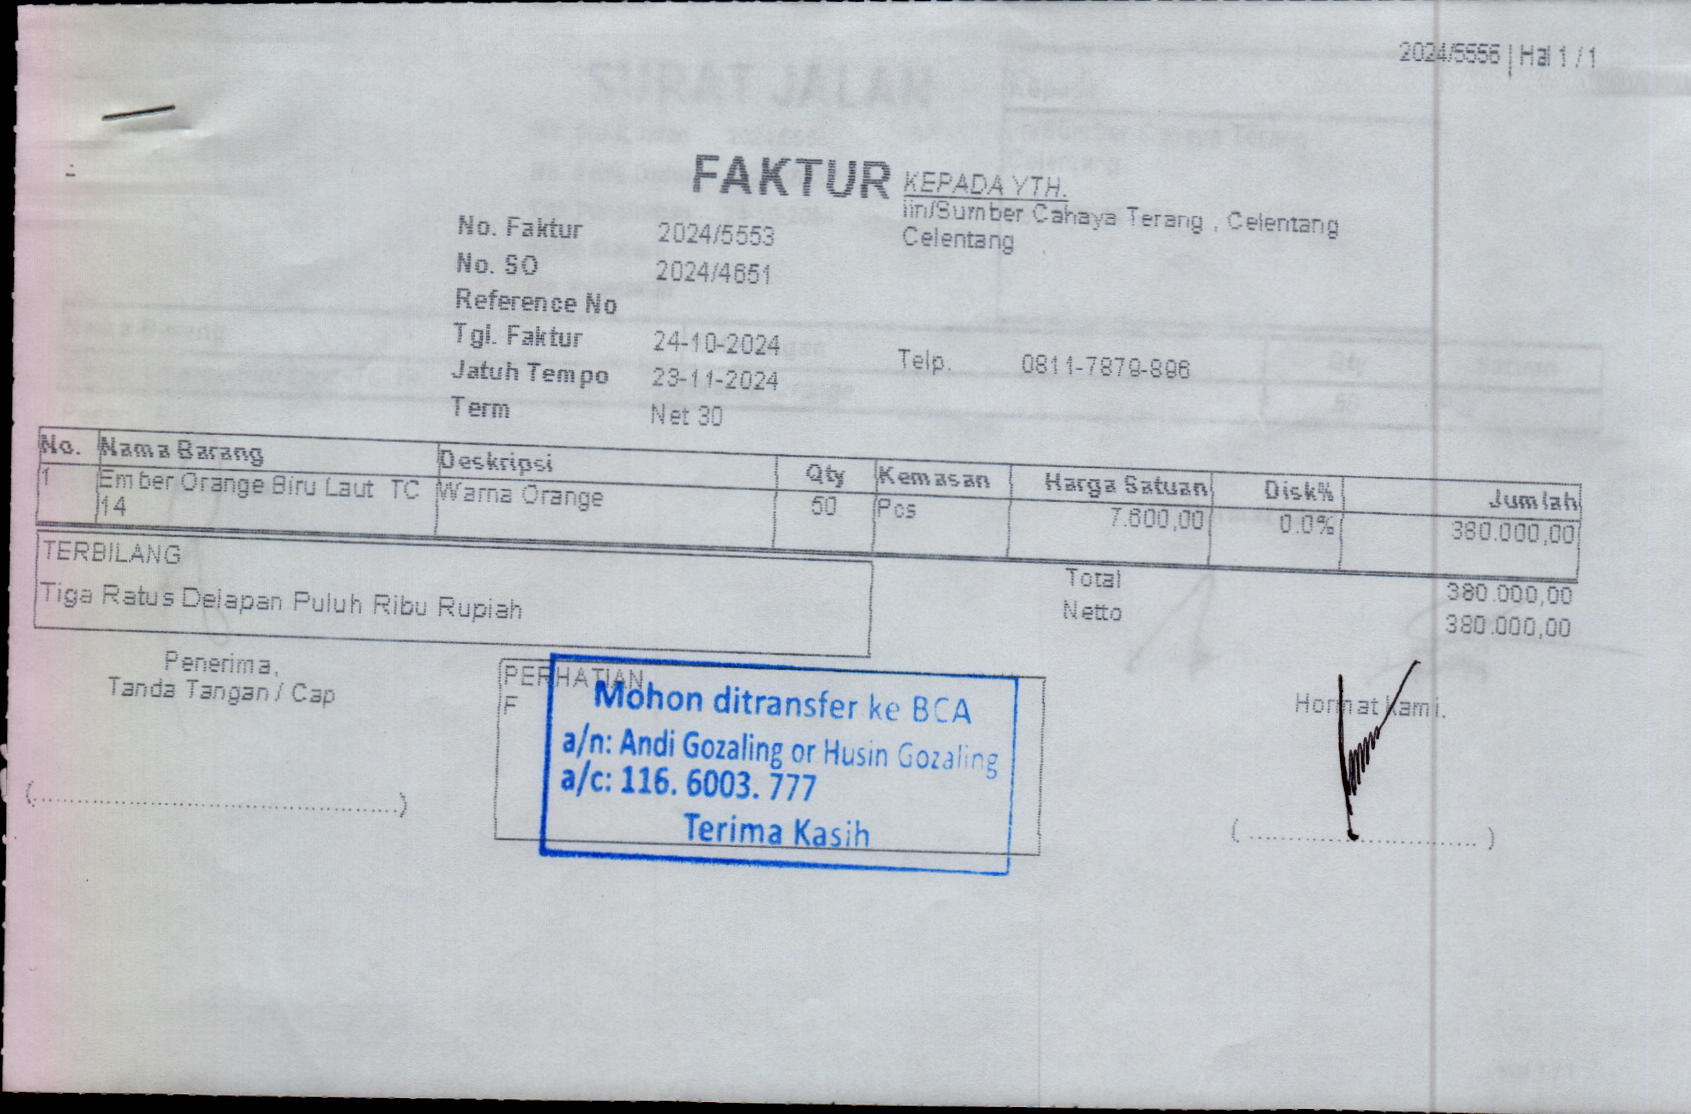 2024/5556 | Hal 1 / 1
FAKTUR
KEPADA YTH.
Iin/Sumber Cahaya Terang , Celentang
Celentang
No. Faktur 2024/5553
No. SO 2024/4651
Reference No
Tgl. Faktur 24-10-2024
Jatuh Tempo 23-11-2024
Term Net 30
Telp. 0811-7879-896
No. Nama Barang Deskripsi Qty Kemasan Harga Satuan Disk% Jumlah
1 Ember Orange Biru Laut TC Warna Orange 50 Pcs 7.600,00 0.0% 380.000,00
14
TERBILANG
Tiga Ratus Delapan Puluh Ribu Rupiah
Total 380.000,00
Netto 380.000,00
Penerima,
Tanda Tangan / Cap
PERHATIAN
F
Mohon ditransfer ke BCA
a/n: Andi Gozaling or Husin Gozaling
a/c: 116. 6003. 777
Terima Kasih
Hormat kami.
(....................................................)
( ................................ )
SURAT JALAN